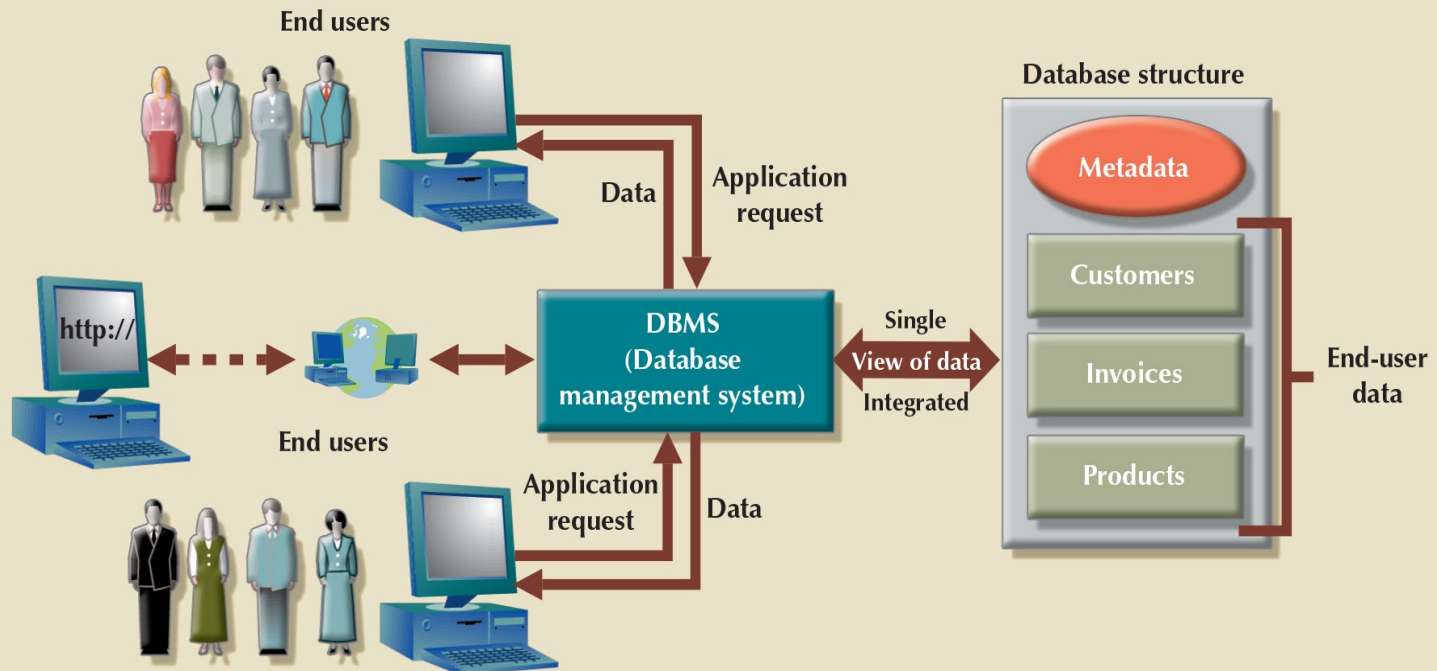 End users
Data
Application
request
http://
End users
Application
request
Data
DBMS
(Database
management system)
Single
View of data
Integrated
Database structure
Metadata
Customers
Invoices
Products
End-user
data